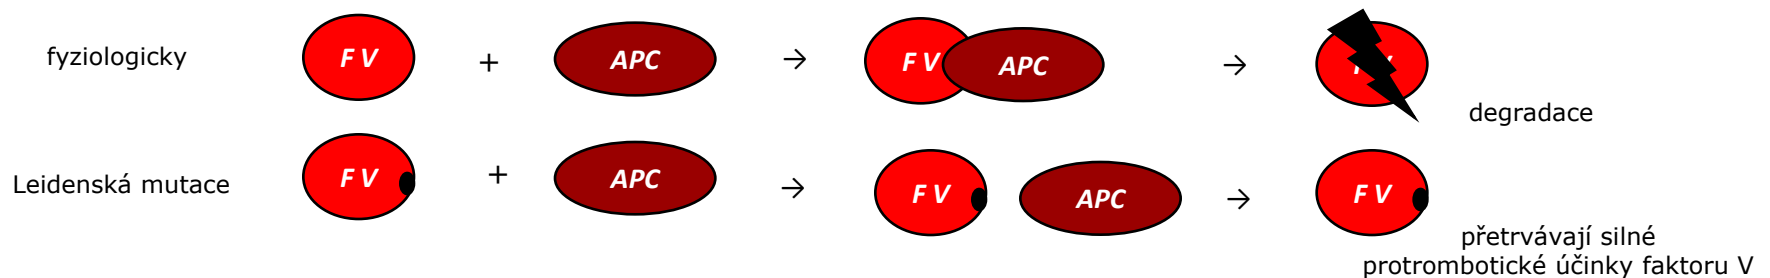 fyziologicky F V + APC → F V APC → F V
degradace
Leidenská mutace F V + APC → F V APC → F V
přetrvávají silné
protrombotické účinky faktoru V